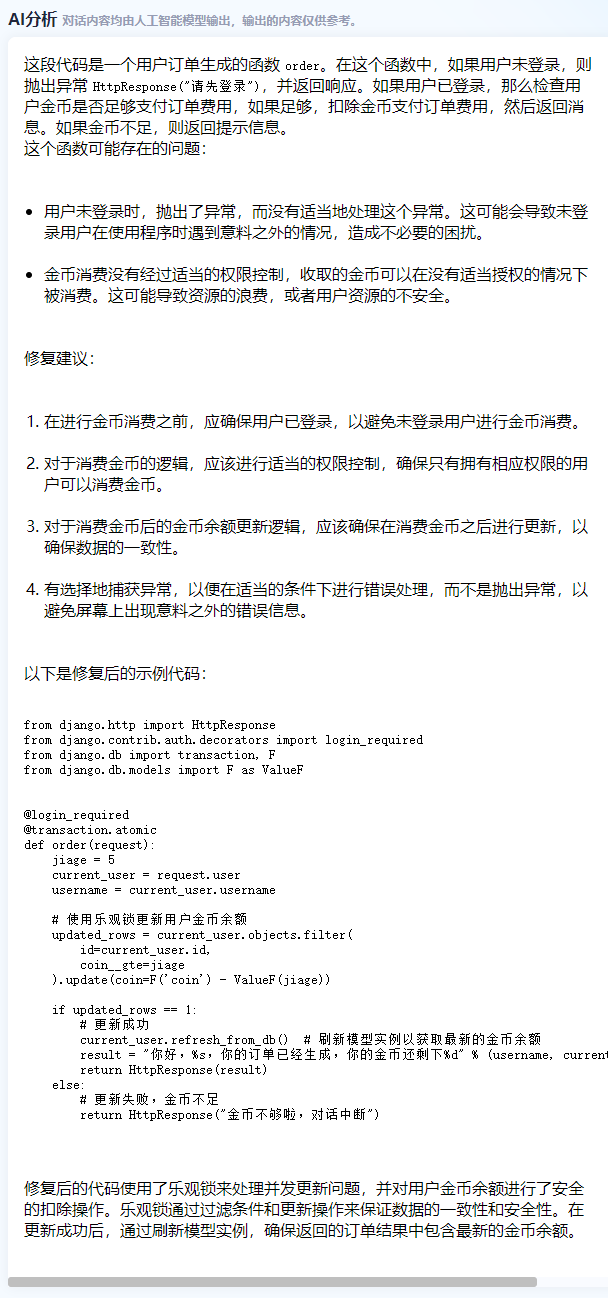 AI分析 对话内容均由人工智能模型输出，输出的内容仅供参考。
这段代码是一个用户订单生成的函数 order。在这个函数中，如果用户未登录，则
抛出异常 HttpResponse("请先登录")，并返回响应。如果用户已登录，那么检查用
户金币是否足够支付订单费用，如果足够，扣除金币支付订单费用，然后返回消
息。如果金币不足，则返回提示信息。
这个函数可能存在的问题：
• 用户未登录时，抛出了异常，而没有适当地处理这个异常。这可能会导致未登
录用户在使用程序时遇到意料之外的情况，造成不必要的困扰。
• 金币消费没有经过适当的权限控制，收取的金币可以在没有适当授权的情况下
被消费。这可能导致资源的浪费，或者用户资源的不安全。
修复建议：
1. 在进行金币消费之前，应确保用户已登录，以避免未登录用户进行金币消费。
2. 对于消费金币的逻辑，应该进行适当的权限控制，确保只有拥有相应权限的用
户可以消费金币。
3. 对于消费金币后的金币余额更新逻辑，应该确保在消费金币之后进行更新，以
确保数据的一致性。
4. 有选择地捕获异常，以便在适当的条件下进行错误处理，而不是抛出异常，以
避免屏幕上出现意料之外的错误信息。
以下是修复后的示例代码：
from django.http import HttpResponse
from django.contrib.auth.decorators import login_required
from django.db import transaction, F
from django.db.models import F as ValueF
@login_required
@transaction.atomic
def order(request):
    jiage = 5
    current_user = request.user
    username = current_user.username
    # 使用乐观锁更新用户金币余额
    updated_rows = current_user.objects.filter(
        id=current_user.id,
        coin__gte=jiage
    ).update(coin=F('coin') - ValueF(jiage))
    if updated_rows == 1:
        # 更新成功
        current_user.refresh_from_db()  # 刷新模型实例以获取最新的金币余额
        result = "你好，%s，你的订单已经生成，你的金币还剩下%d" % (username, current
        return HttpResponse(result)
    else:
        # 更新失败，金币不足
        return HttpResponse("金币不够啦，对话中断")
修复后的代码使用了乐观锁来处理并发更新问题，并对用户金币余额进行了安全
的扣除操作。乐观锁通过过滤条件和更新操作来保证数据的一致性和安全性。在
更新成功后，通过刷新模型实例，确保返回的订单结果中包含最新的金币余额。